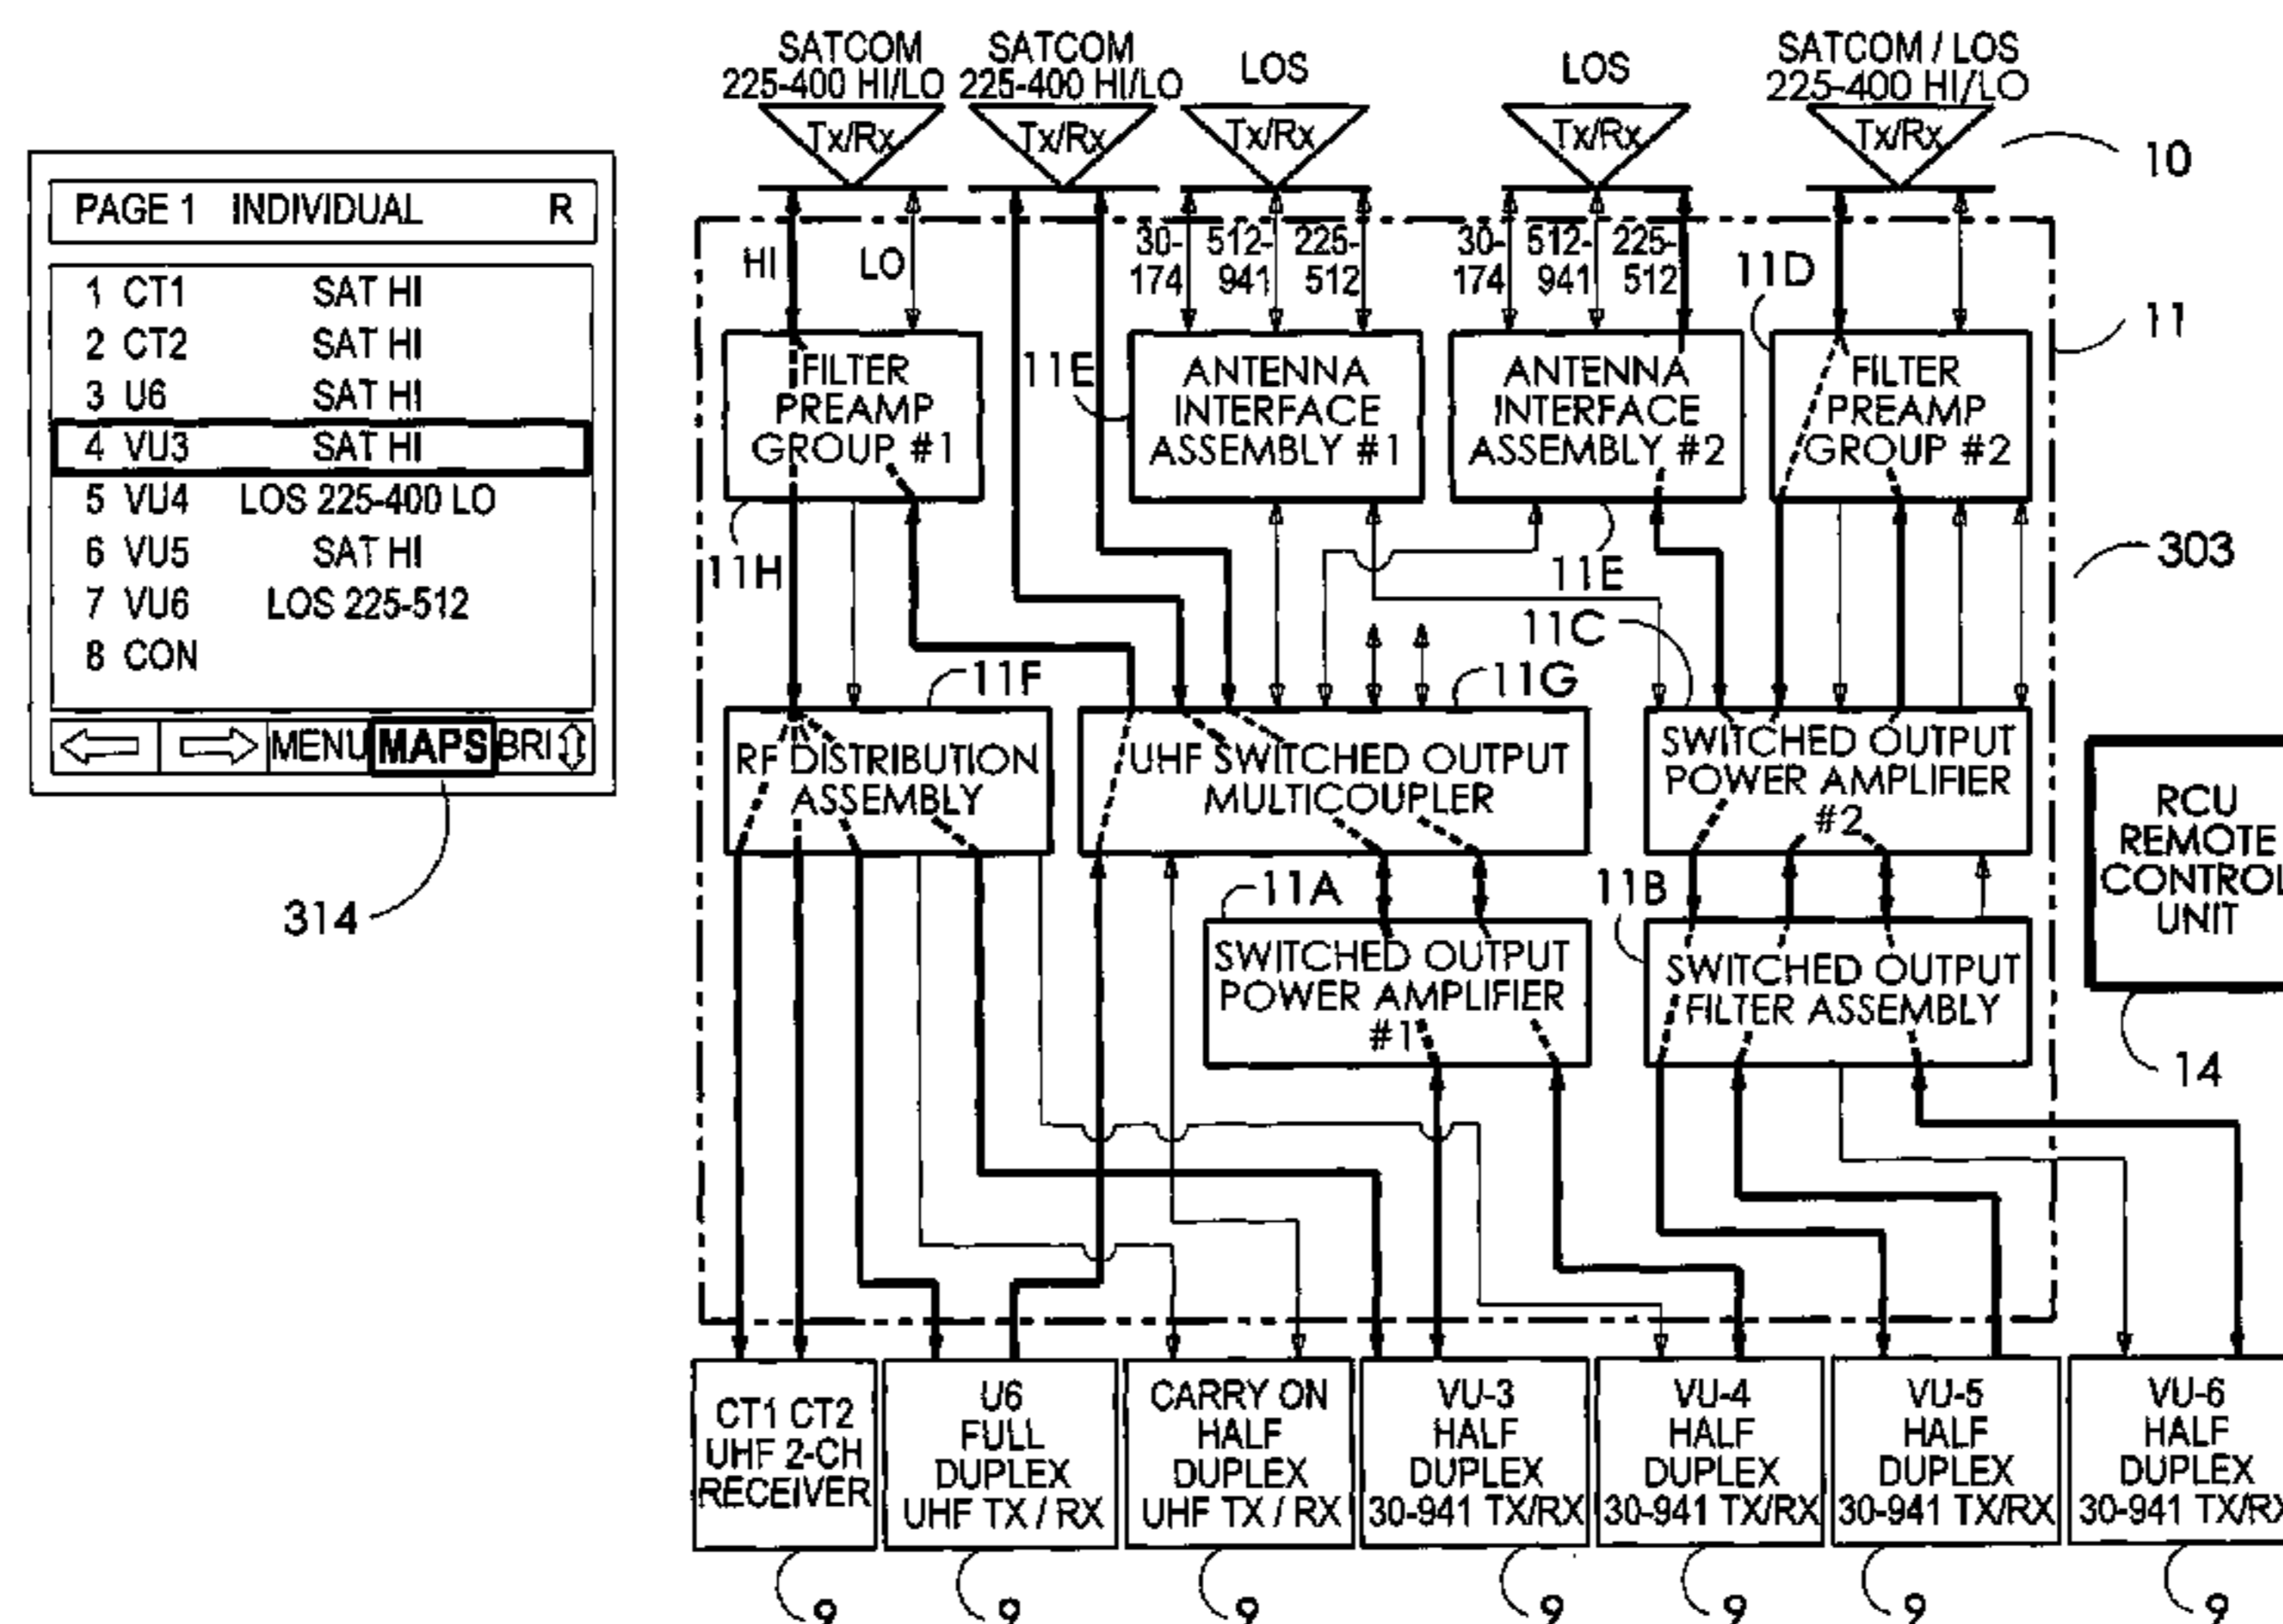 PAGE 1 INDIVIDUAL R
1 CT1 SAT HI
2 CT2 SAT HI
3 U6 SAT HI
4 VU3 SAT HI
5 VU4 LOS 225-400 LO
6 VU5 SAT HI
7 VU6 LOS 225-512
8 CON
MENU MAPS BRI
314
SATCOM
225-400 HI/LO
Tx/Rx
SATCOM
225-400 HI/LO
Tx/Rx
LOS
Tx/Rx
LOS
Tx/Rx
SATCOM / LOS
225-400 HI/LO
Tx/Rx
10
HI
LO
30-
174
512-
941
225-
512
30-
174
512-
941
225-
512
11D
11
FILTER
PREAMP
GROUP #1
11E
ANTENNA
INTERFACE
ASSEMBLY #1
ANTENNA
INTERFACE
ASSEMBLY #2
FILTER
PREAMP
GROUP #2
11H
11E
303
11C
11F
11G
RF DISTRIBUTION
ASSEMBLY
UHF SWITCHED OUTPUT
MULTICOUPLER
SWITCHED OUTPUT
POWER AMPLIFIER
#2
RCU
REMOTE
CONTROL
UNIT
11A
11B
SWITCHED OUTPUT
POWER AMPLIFIER
#1
SWITCHED OUTPUT
FILTER ASSEMBLY
14
CT1 CT2
UHF 2-CH
RECEIVER
U6
FULL
DUPLEX
UHF TX / RX
CARRY ON
HALF
DUPLEX
UHF TX / RX
VU-3
HALF
DUPLEX
30-941 TX/RX
VU-4
HALF
DUPLEX
30-941 TX/RX
VU-5
HALF
DUPLEX
30-941 TX/RX
VU-6
HALF
DUPLEX
30-941 TX/RX
9
9
9
9
9
9
9